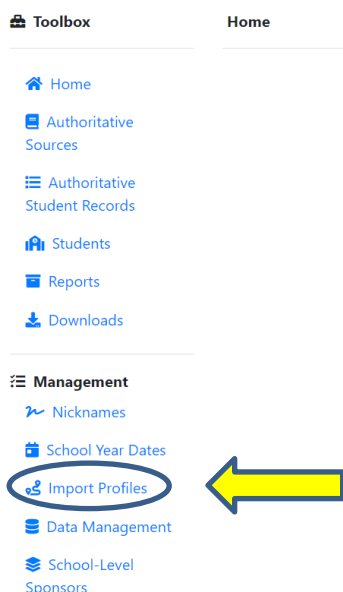 Toolbox
Home
Home
Authoritative
Sources
Authoritative
Student Records
Students
Reports
Downloads
Management
Nicknames
School Year Dates
Import Profiles
Data Management
School-Level
Sponsors